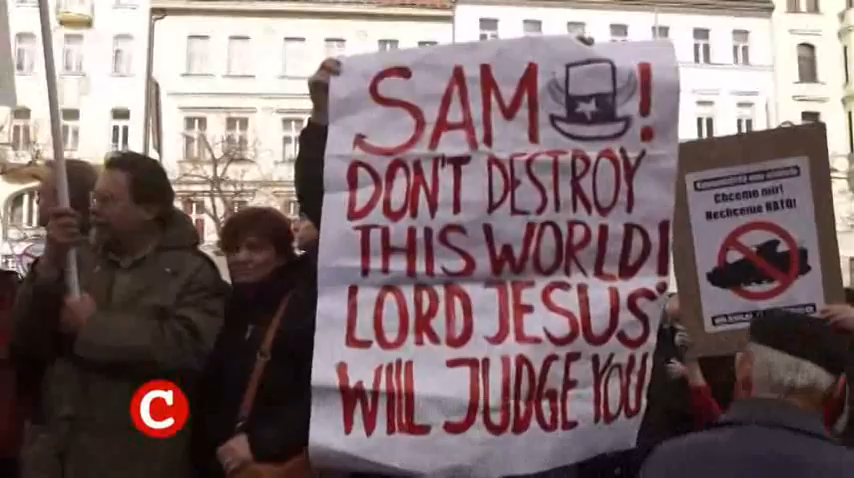 SAM!
DON'T DESTROY
THIS WORLD!
LORD JESUS'
WILL JUDGE YOU
Chceme mír!
Nechceme NATO!
C